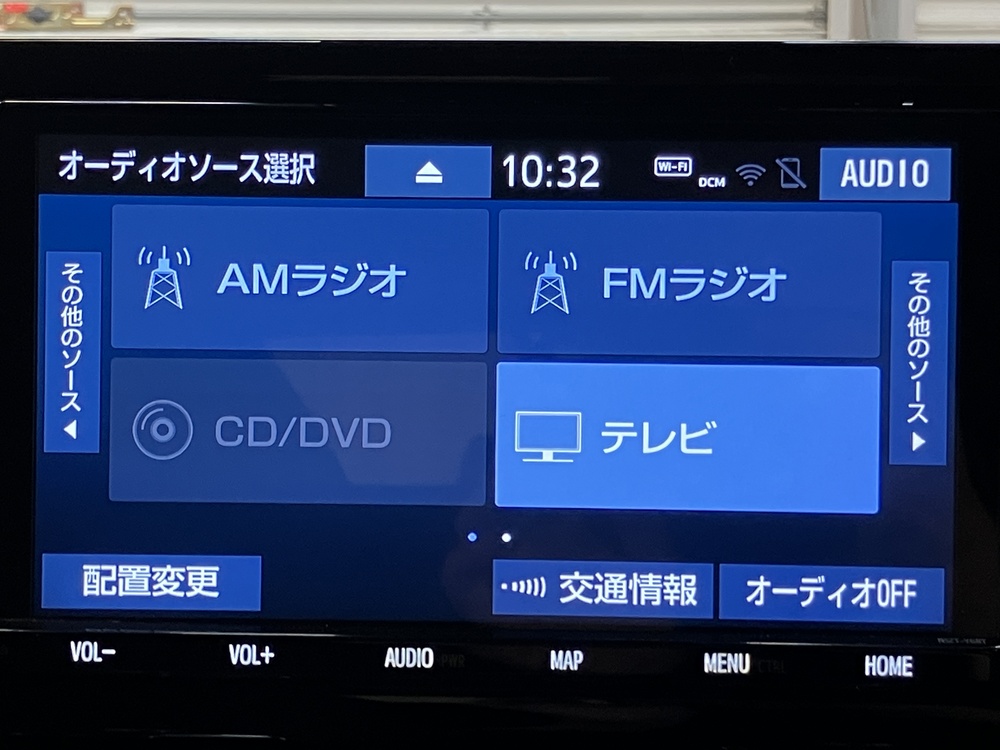 オーディオソース選択
10:32
Wi-Fi
DCM
AUDIO
その他のソース
AMラジオ
FMラジオ
その他のソース
CD/DVD
テレビ
配置変更
交通情報
オーディオOFF
VOL-
VOL+
AUDIO
PWR
MAP
MENU
HOME